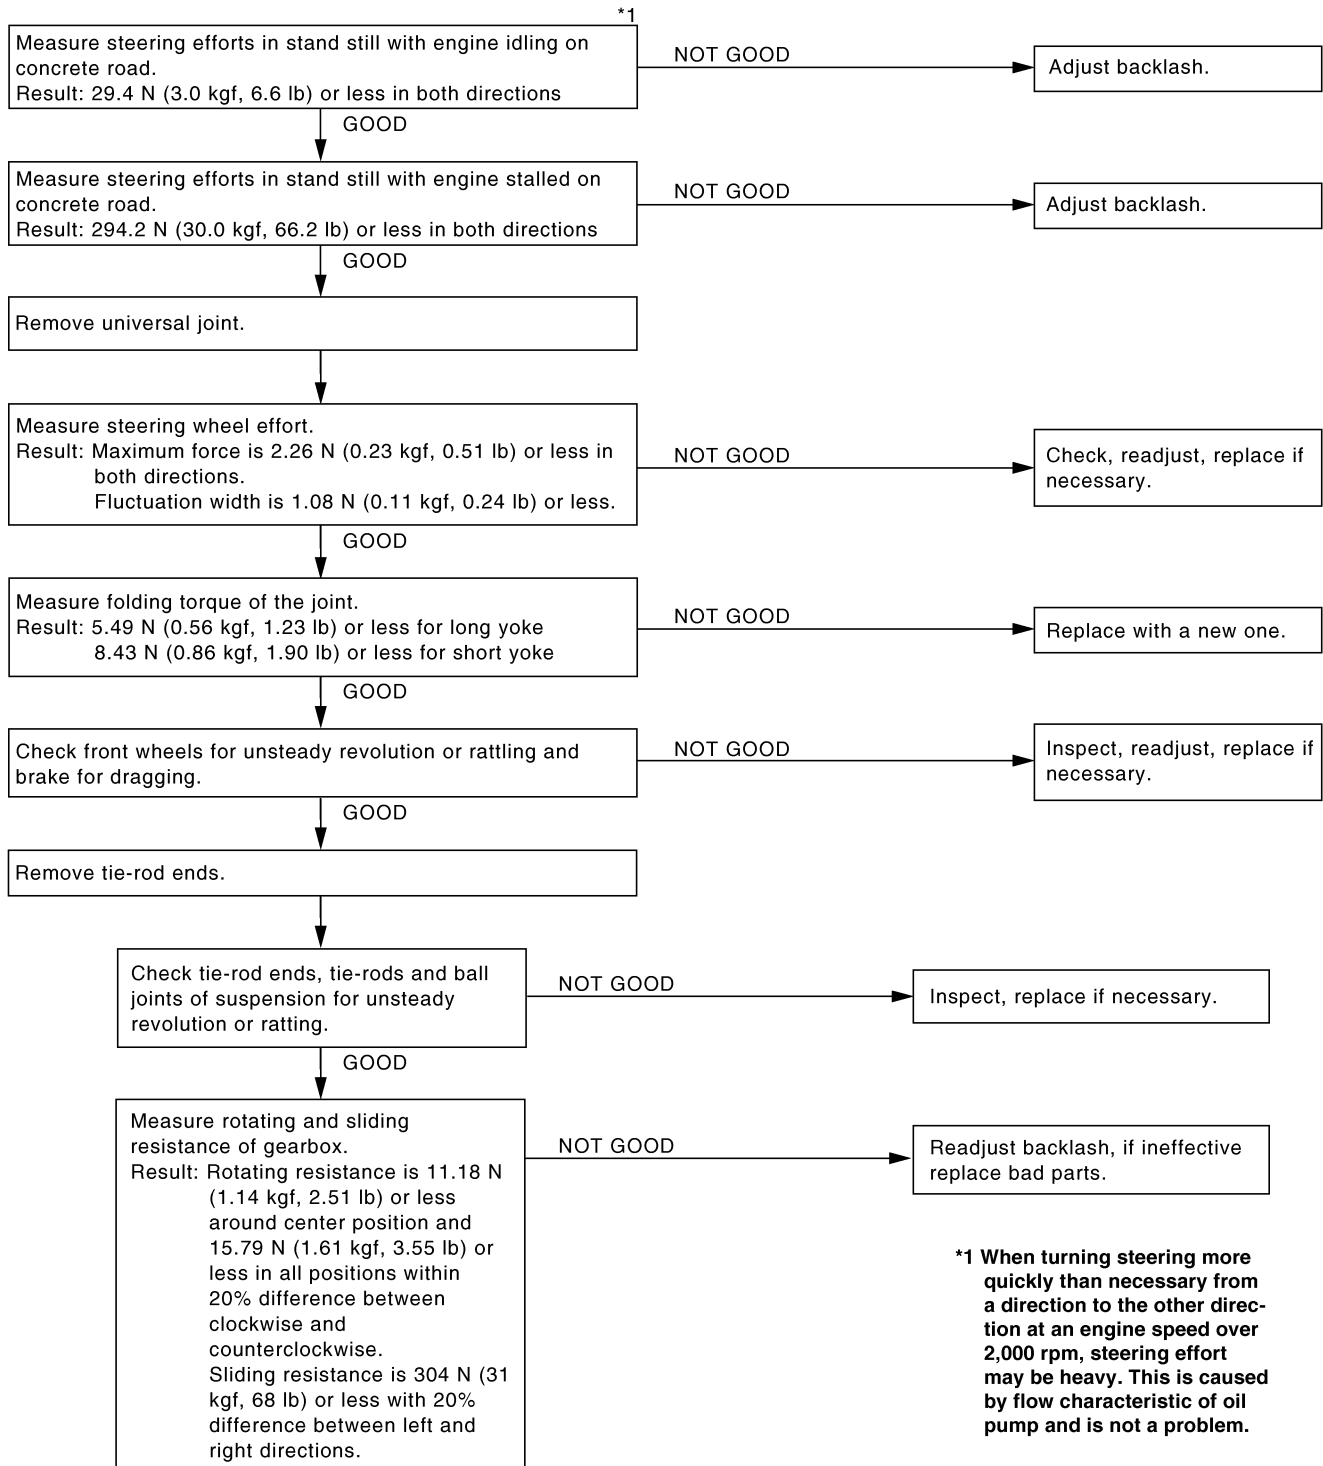 *1
Measure steering efforts in stand still with engine idling on
concrete road.
Result: 29.4 N (3.0 kgf, 6.6 lb) or less in both directions
NOT GOOD
Adjust backlash.
GOOD
Measure steering efforts in stand still with engine stalled on
concrete road.
Result: 294.2 N (30.0 kgf, 66.2 lb) or less in both directions
NOT GOOD
Adjust backlash.
GOOD
Remove universal joint.
Measure steering wheel effort.
Result: Maximum force is 2.26 N (0.23 kgf, 0.51 lb) or less in
both directions.
Fluctuation width is 1.08 N (0.11 kgf, 0.24 lb) or less.
NOT GOOD
Check, readjust, replace if
necessary.
GOOD
Measure folding torque of the joint.
Result: 5.49 N (0.56 kgf, 1.23 lb) or less for long yoke
8.43 N (0.86 kgf, 1.90 lb) or less for short yoke
NOT GOOD
Replace with a new one.
GOOD
Check front wheels for unsteady revolution or rattling and
brake for dragging.
NOT GOOD
Inspect, readjust, replace if
necessary.
GOOD
Remove tie-rod ends.
Check tie-rod ends, tie-rods and ball
joints of suspension for unsteady
revolution or ratting.
NOT GOOD
Inspect, replace if necessary.
GOOD
Measure rotating and sliding
resistance of gearbox.
Result: Rotating resistance is 11.18 N
(1.14 kgf, 2.51 lb) or less
around center position and
15.79 N (1.61 kgf, 3.55 lb) or
less in all positions within
20% difference between
clockwise and
counterclockwise.
Sliding resistance is 304 N (31
kgf, 68 lb) or less with 20%
difference between left and
right directions.
NOT GOOD
Readjust backlash, if ineffective
replace bad parts.
*1 When turning steering more
quickly than necessary from
a direction to the other direc-
tion at an engine speed over
2,000 rpm, steering effort
may be heavy. This is caused
by flow characteristic of oil
pump and is not a problem.